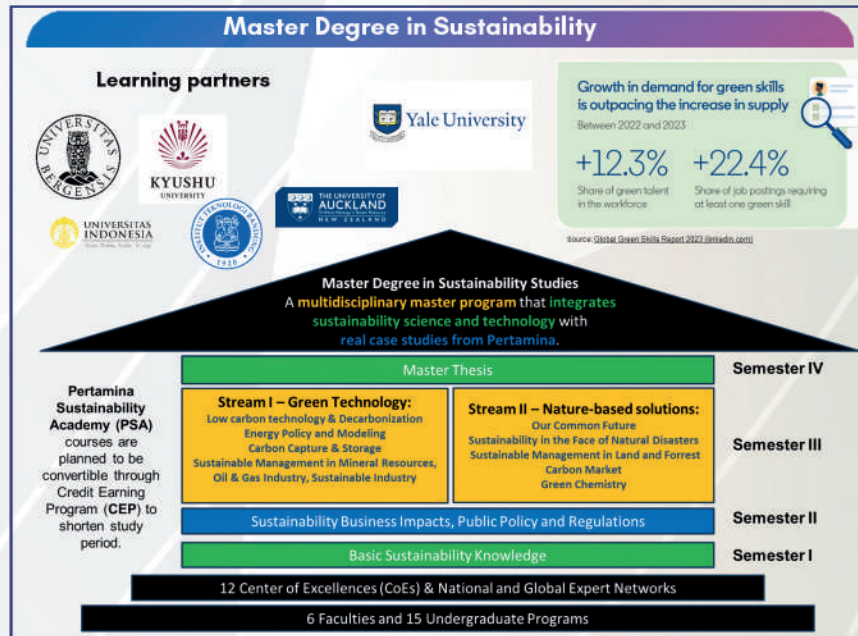 Master Degree in Sustainability
Learning partners
UNIVERSITAS BERGENSIS
KYUSHU
UNIVERSITY
UNIVERSITAS
INDONESIA
INSTITUT TEKNOLOGI BANDUNG
1920
THE UNIVERSITY OF
AUCKLAND
NEW ZEALAND
Yale University
Growth in demand for green skills
is outpacing the increase in supply
Between 2022 and 2023
+12.3%
Share of green talent
in the workforce
+22.4%
Share of job postings requiring
at least one green skill
Source: Global Green Skills Report 2023 (linkedin.com)
Master Degree in Sustainability Studies
A multidisciplinary master program that integrates
sustainability science and technology with
real case studies from Pertamina.
Pertamina
Sustainability
Academy (PSA)
courses are
planned to be
convertible through
Credit Earning
Program (CEP) to
shorten study
period.
Master Thesis
Semester IV
Stream I – Green Technology:
Low carbon technology & Decarbonization
Energy Policy and Modeling
Carbon Capture & Storage
Sustainable Management in Mineral Resources,
Oil & Gas Industry, Sustainable Industry
Stream II – Nature-based solutions:
Our Common Future
Sustainability in the Face of Natural Disasters
Sustainable Management in Land and Forrest
Carbon Market
Green Chemistry
Semester III
Sustainability Business Impacts, Public Policy and Regulations
Semester II
Basic Sustainability Knowledge
Semester I
12 Center of Excellences (CoEs) & National and Global Expert Networks
6 Faculties and 15 Undergraduate Programs